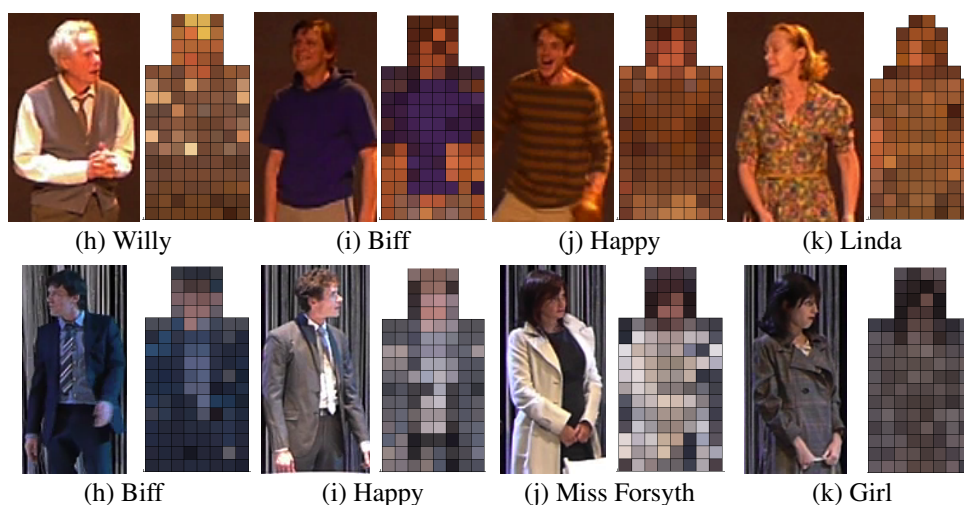 (h) Willy (i) Biff (j) Happy (k) Linda
(h) Biff (i) Happy (j) Miss Forsyth (k) Girl